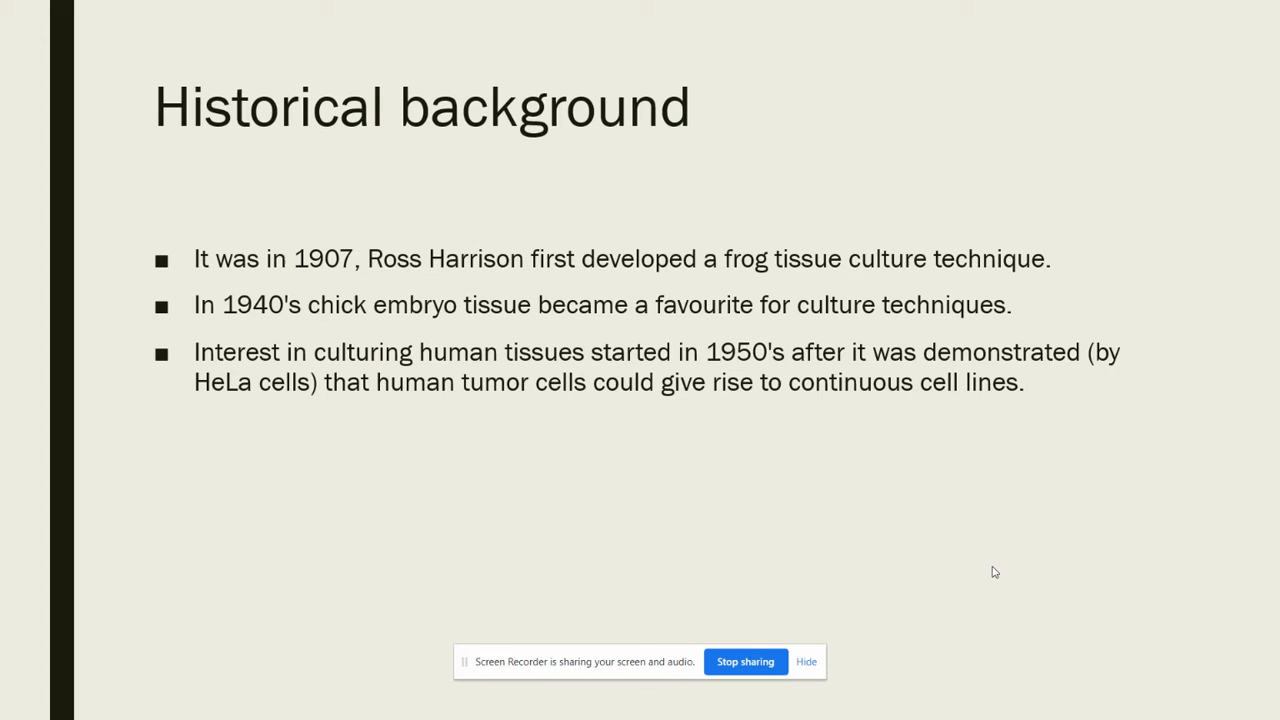 Historical background
■ It was in 1907, Ross Harrison first developed a frog tissue culture technique.
■ In 1940's chick embryo tissue became a favourite for culture techniques.
■ Interest in culturing human tissues started in 1950's after it was demonstrated (by
HeLa cells) that human tumor cells could give rise to continuous cell lines.
Screen Recorder is sharing your screen and audio. Stop sharing Hide